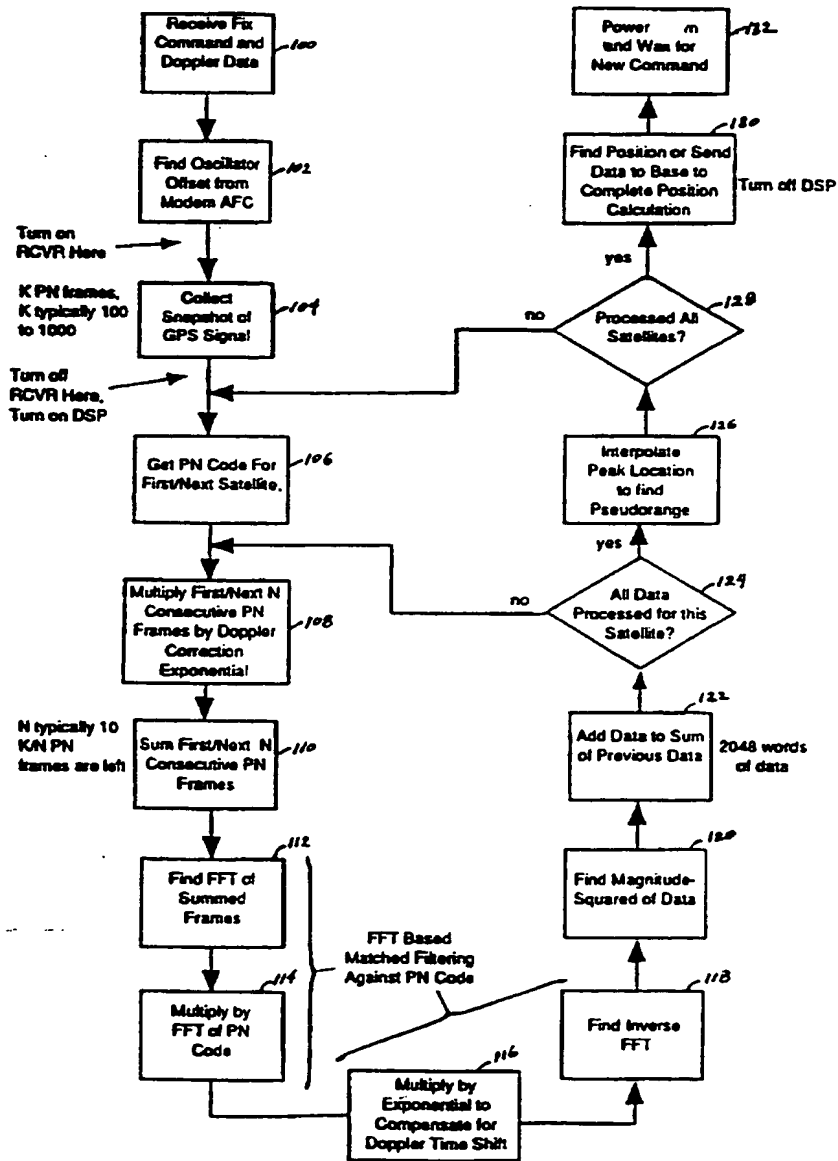 Receive Fix
Command and
Doppler Data
100
Find Oscillator
Offset from
Modem AFC
102
Turn on
RCVR Here
K PN frames,
K typically 100
to 1000
Collect
Snapshot of
GPS Signal
104
Turn off
RCVR Here,
Turn on DSP
Get PN Code For
First/Next Satellite.
106
Multiply First/Next N
Consecutive PN
Frames by Doppler
Correction
Exponential
108
N typically 10
K/N PN
frames are left
Sum First/Next N
Consecutive PN
Frames
110
112
Find FFT of
Summed
Frames
114
Multiply by
FFT of PN
Code
FFT Based
Matched Filtering
Against PN Code
116
Multiply by
Exponential to
Compensate for
Doppler Time Shift
118
Find Inverse
FFT
120
Find Magnitude-
Squared of Data
122
Add Data to Sum
of Previous Data
2048 words
of data
124
All Data
Processed for this
Satellite?
no
yes
126
Interpolate
Peak Location
to find
Pseudorange
128
Processed All
Satellites?
no
yes
130
Find Position or Send
Data to Base to
Complete Position
Calculation
Turn off DSP
132
Power
and Wait for
New Command